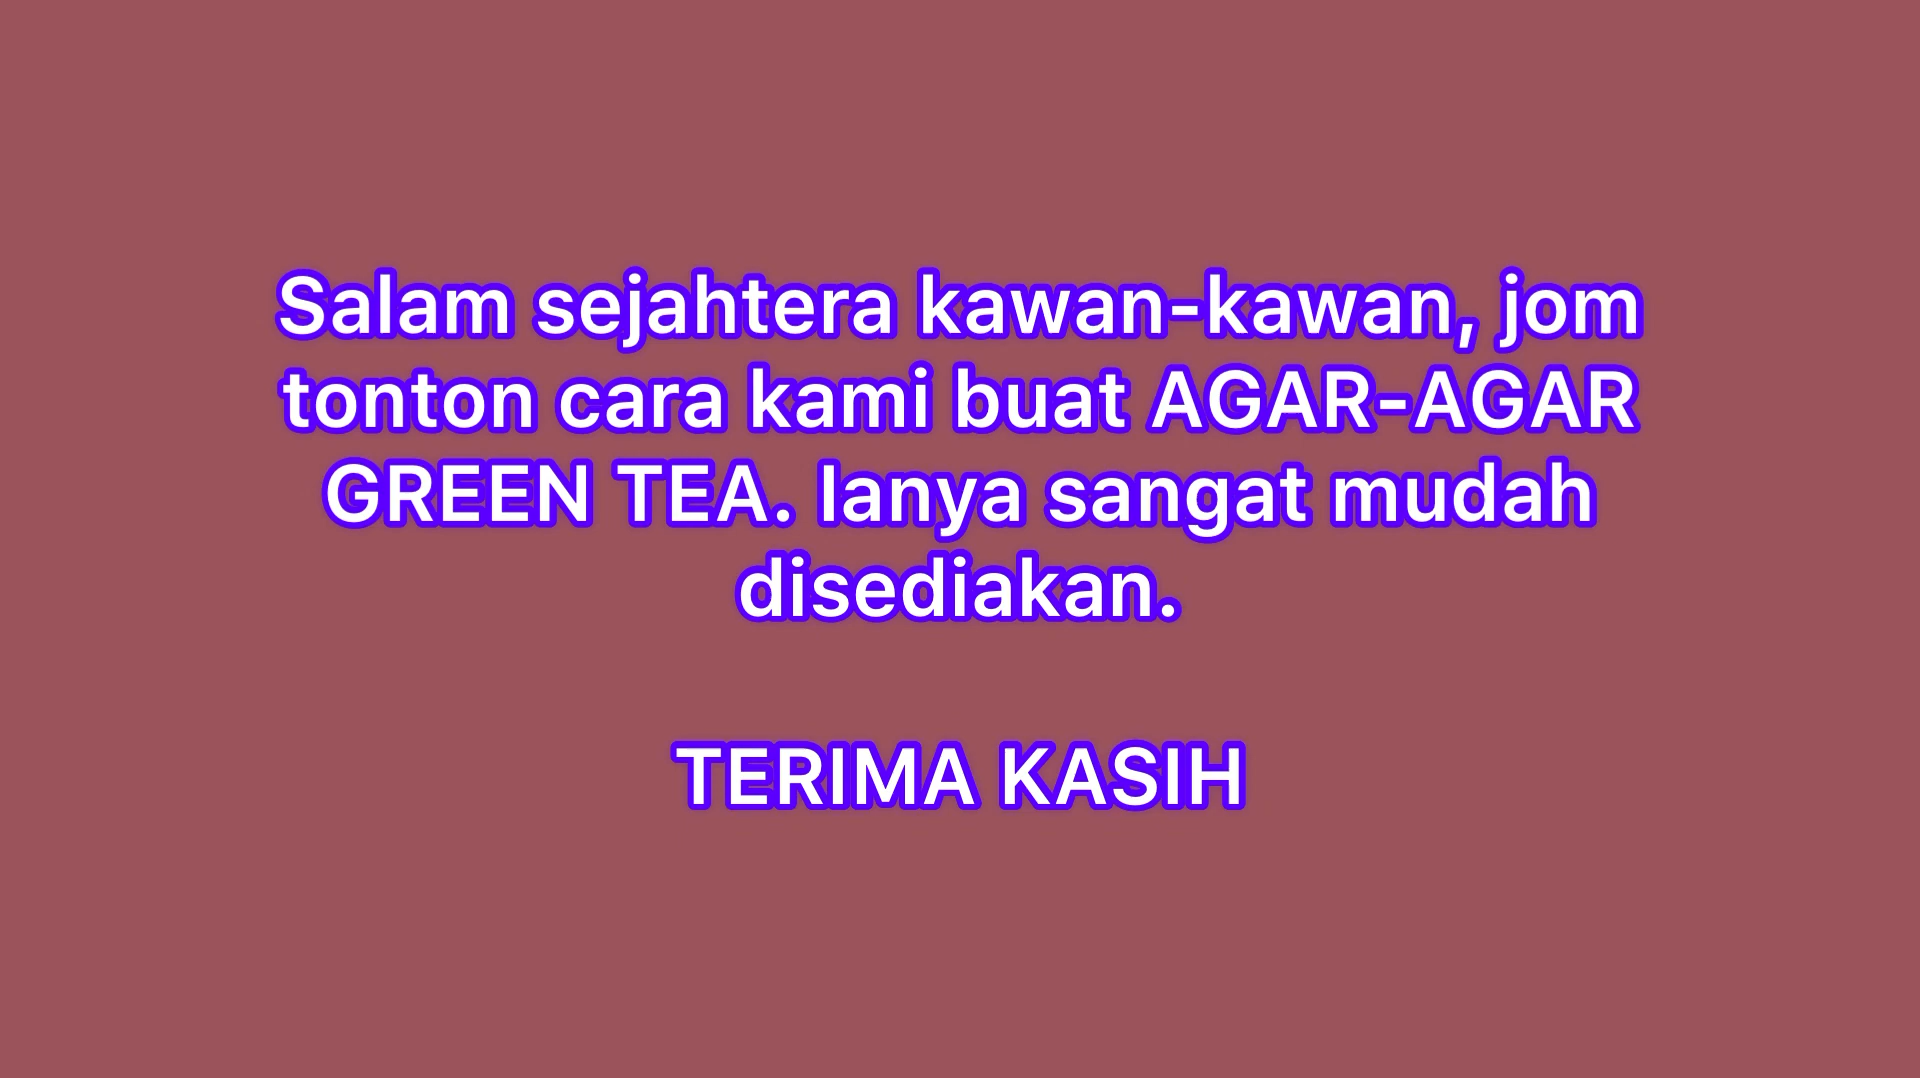 Salam sejahtera kawan-kawan, jom
tonton cara kami buat AGAR-AGAR
GREEN TEA. Ianya sangat mudah
disediakan.
TERIMA KASIH